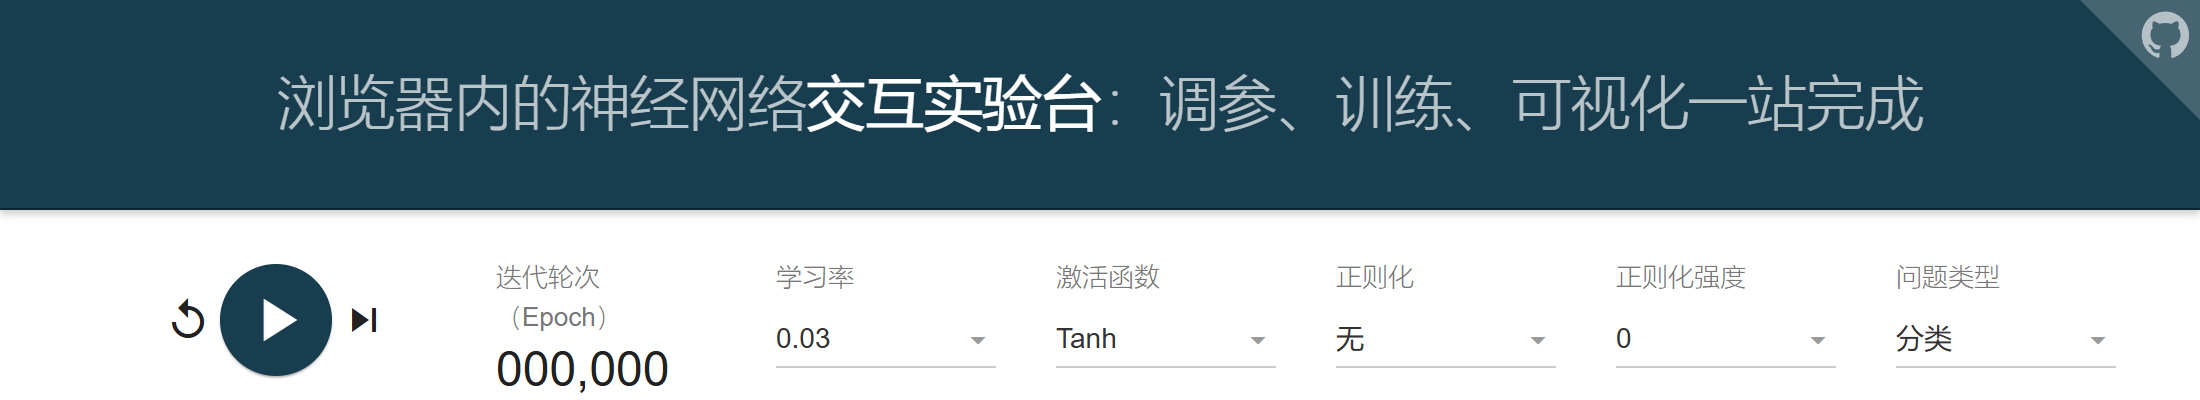 浏览器内的神经网络交互实验台：调参、训练、可视化一站完成
迭代轮次
（Epoch）
000,000
学习率
0.03
激活函数
Tanh
正则化
无
正则化强度
0
问题类型
分类